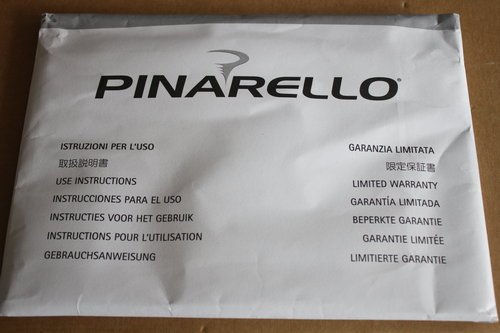 PINARELLO®
ISTRUZIONI PER L'USO
取扱説明書
USE INSTRUCTIONS
INSTRUCCIONES PARA EL USO
INSTRUCTIES VOOR HET GEBRUIK
INSTRUCTIONS POUR L'UTILISATION
GEBRAUCHSANWEISUNG
GARANZIA LIMITATA
限定保証書
LIMITED WARRANTY
GARANTÍA LIMITADA
BEPERKTE GARANTIE
GARANTIE LIMITÉE
LIMITIERTE GARANTIE